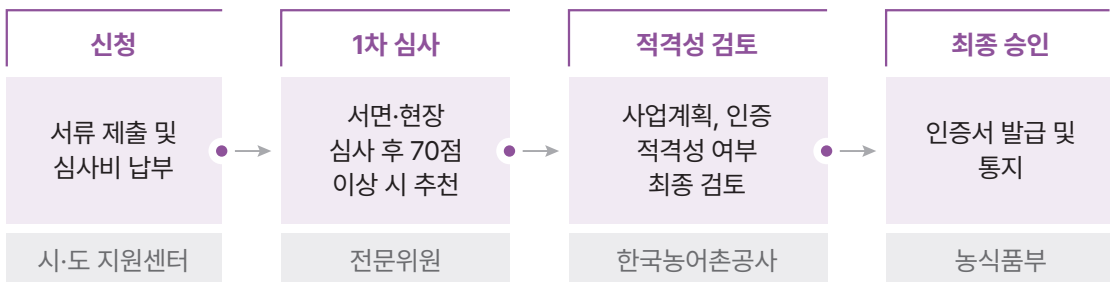 신청
서류 제출 및
심사비 납부
시·도 지원센터
1차 심사
서면·현장
심사 후 70점
이상 시 추천
전문위원
적격성 검토
사업계획, 인증
적격성 여부
최종 검토
한국농어촌공사
최종 승인
인증서 발급 및
통지
농식품부